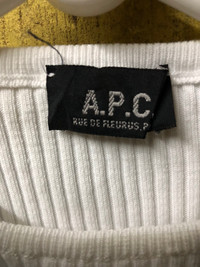 A.P.C.
RUE DE FLEURUS, P